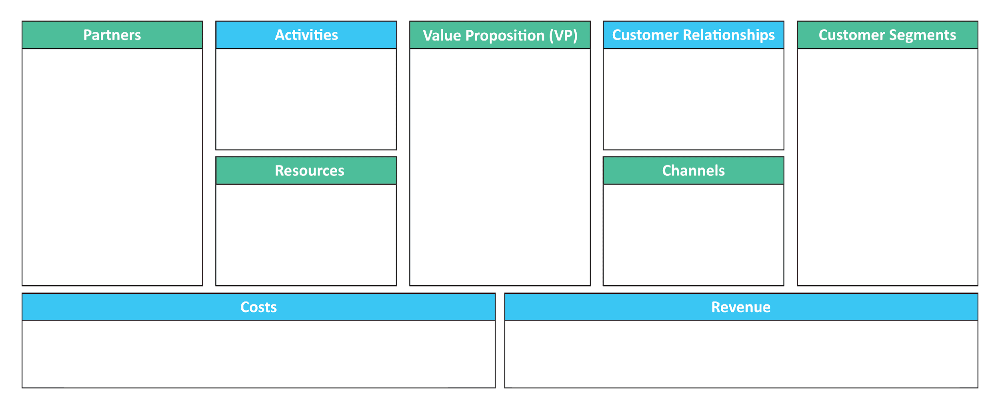 Partners
Activities
Value Proposition (VP)
Customer Relationships
Customer Segments
Resources
Channels
Costs
Revenue